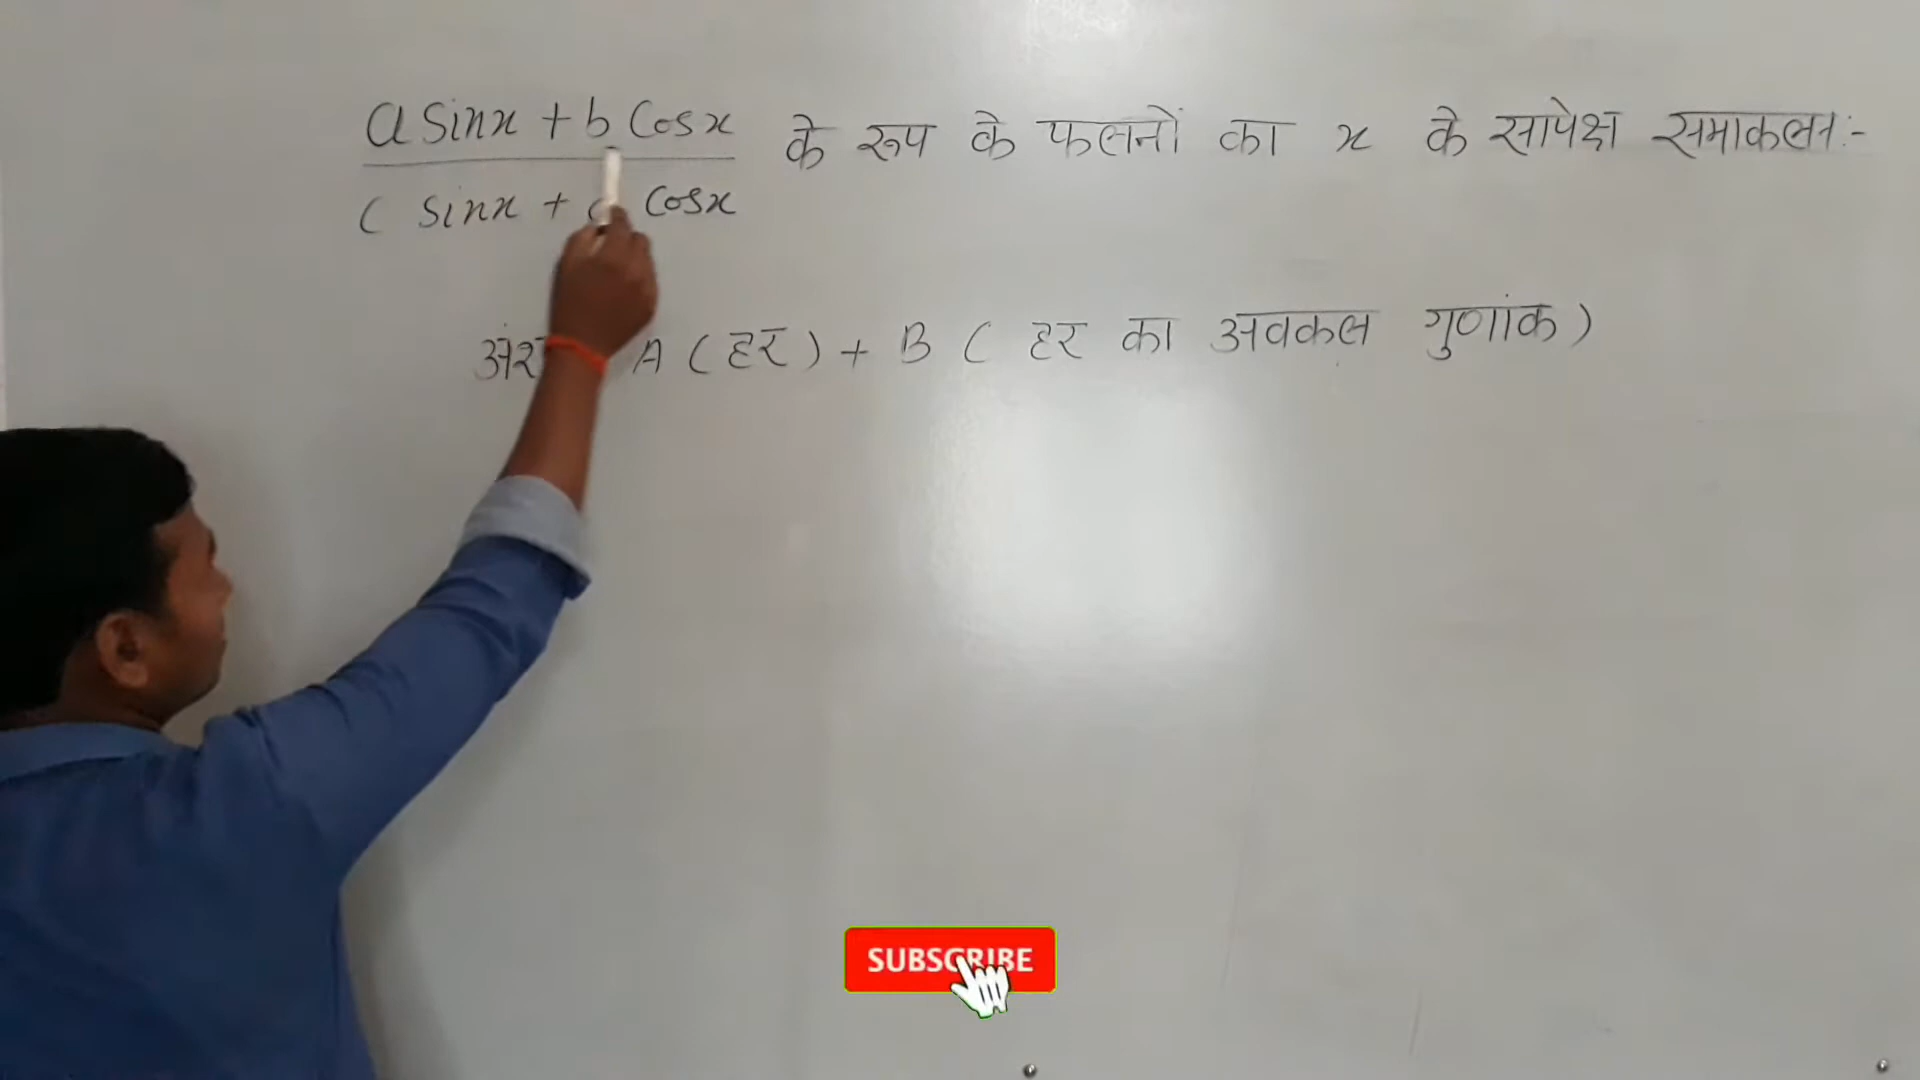 a sinx + b cosx के रूप के फलनों का x के सापेक्ष समाकलन:-
c sinx + cosx
A (हर) + B ( हर का अवकल गुणांक)
SUBSCRIBE